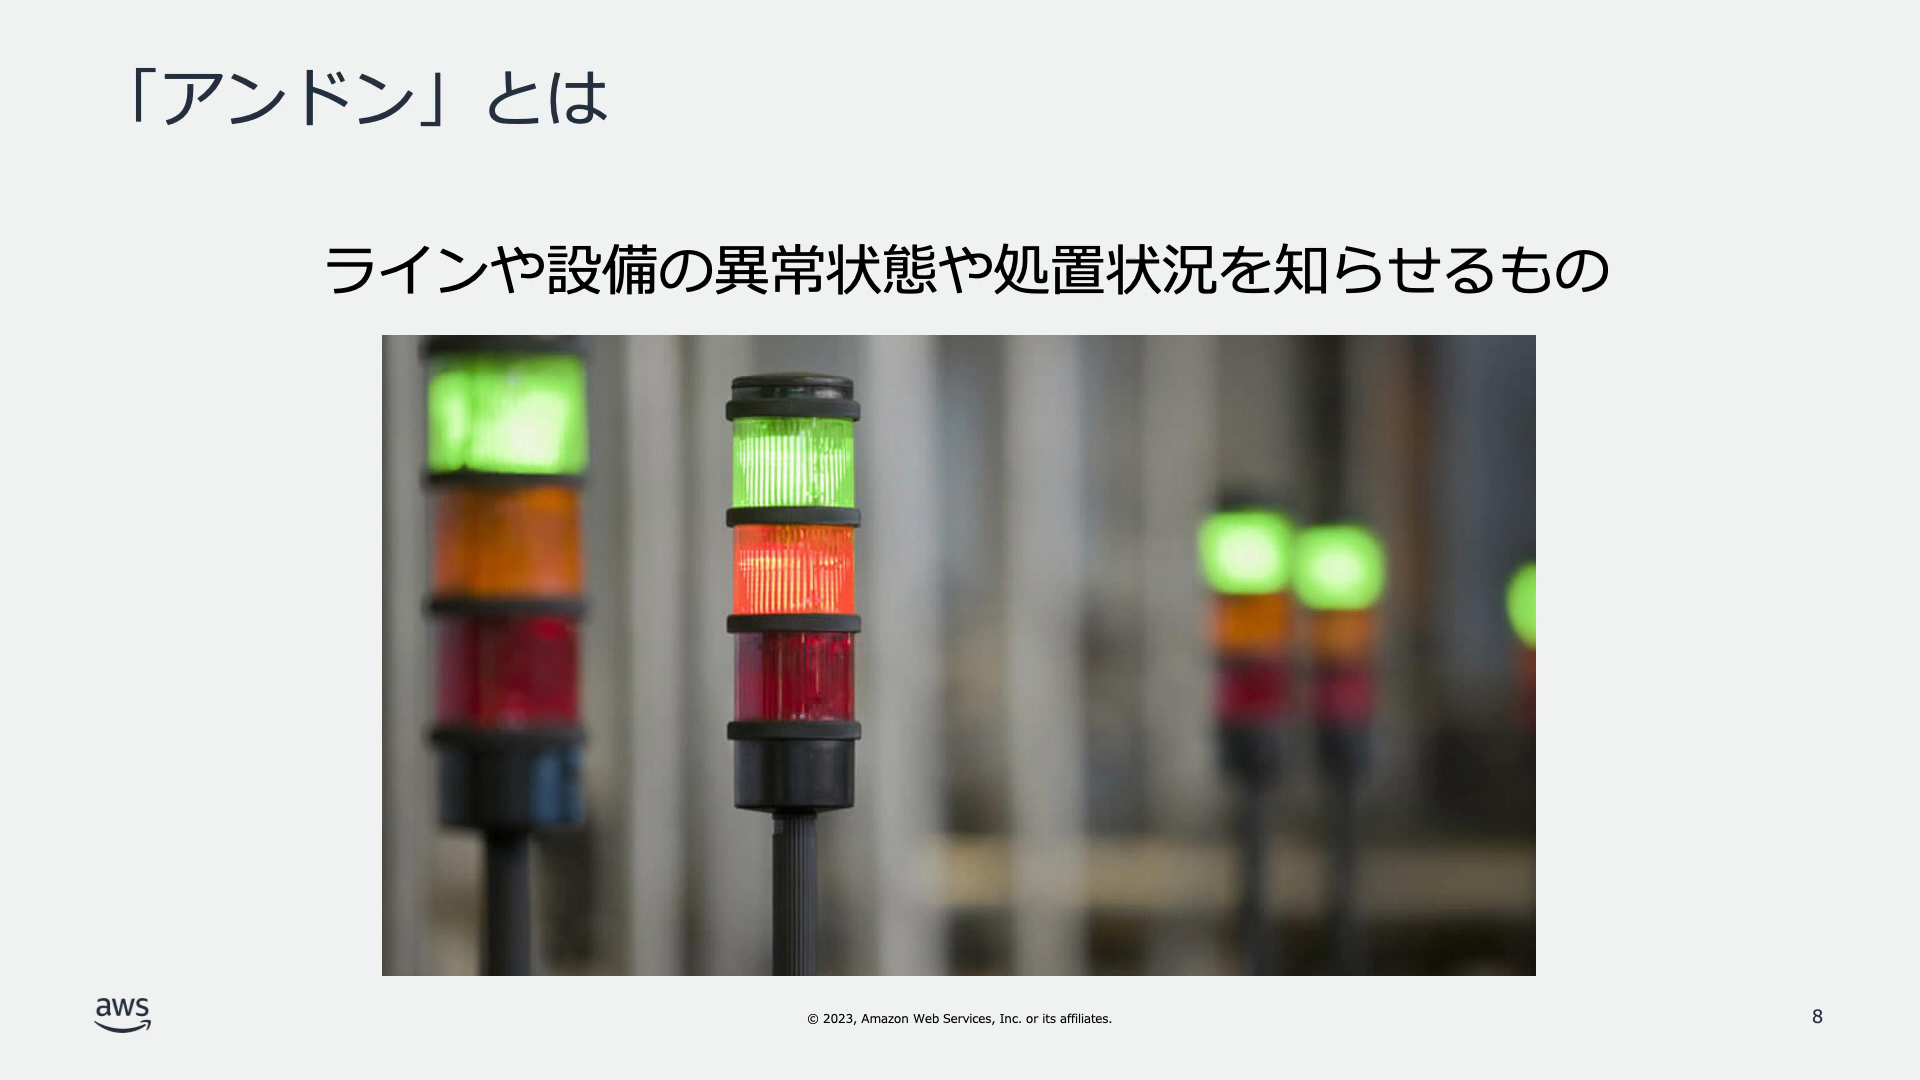 「アンドン」とは
ラインや設備の異常状態や処置状況を知らせるもの
aws
© 2023, Amazon Web Services, Inc. or its affiliates.
8